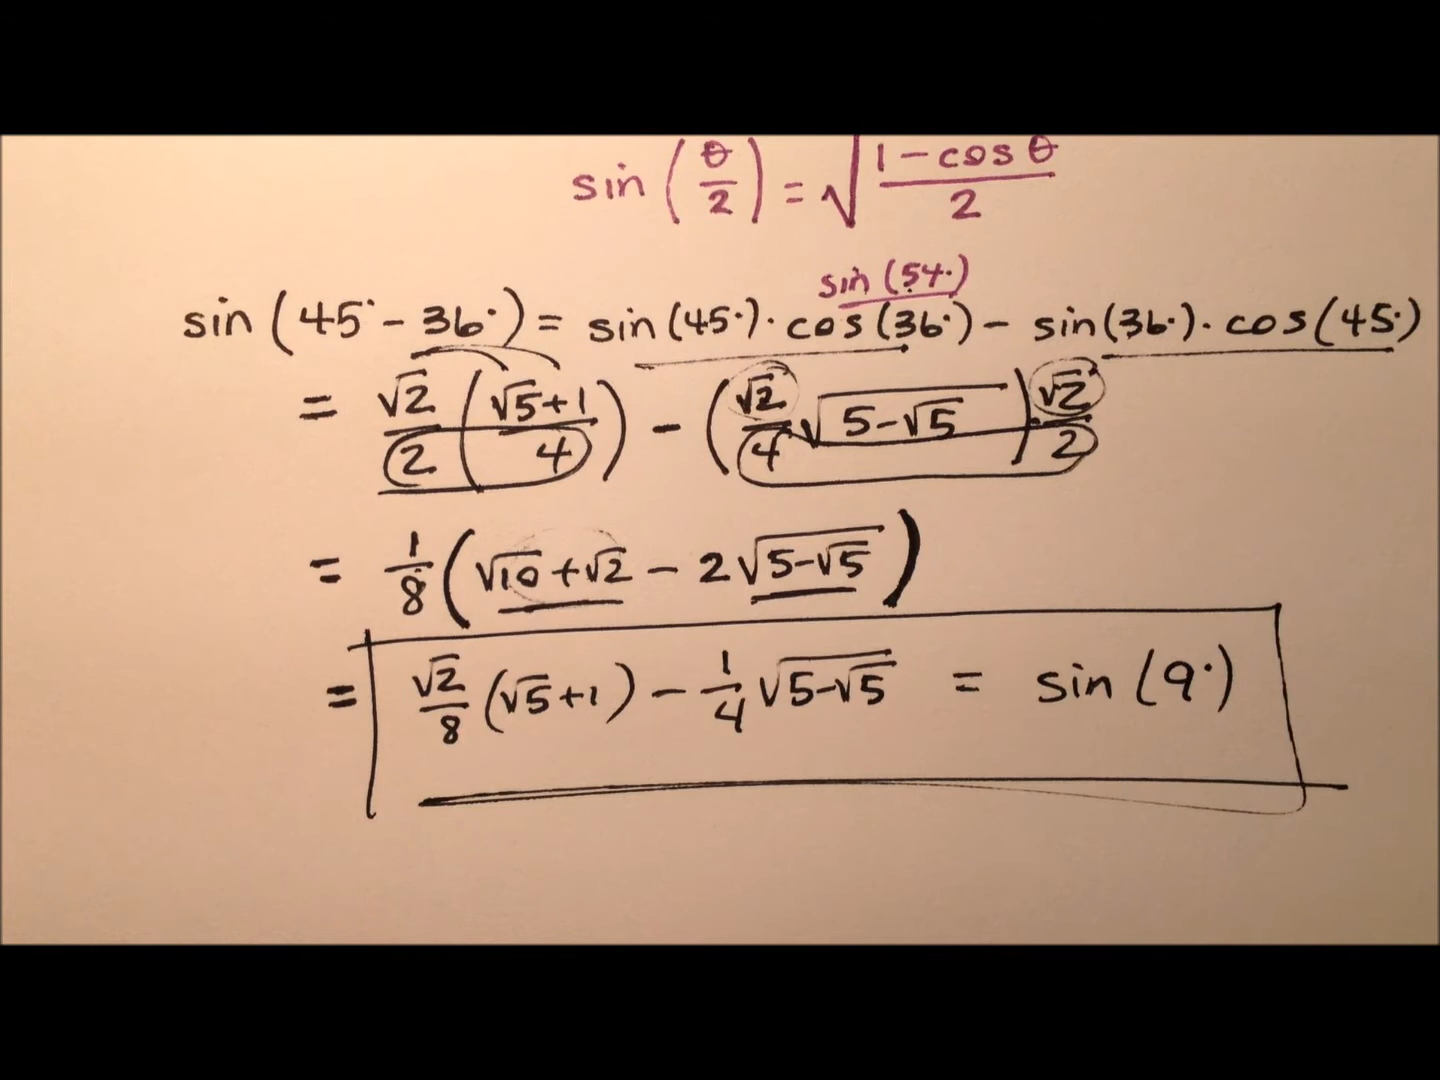 sin(θ/2) = √((1 - cos θ)/2)
sin(54°)
sin(45° - 36°) = sin(45°) · cos(36°) - sin(36°) · cos(45°)
= √2/2 ((√5+1)/4) - (√2/4 √(5-√5)) · √2/2
= 1/8 (√10 + √2 - 2√(5-√5))
= √2/8 (√5+1) - 1/4 √(5-√5) = sin(9°)